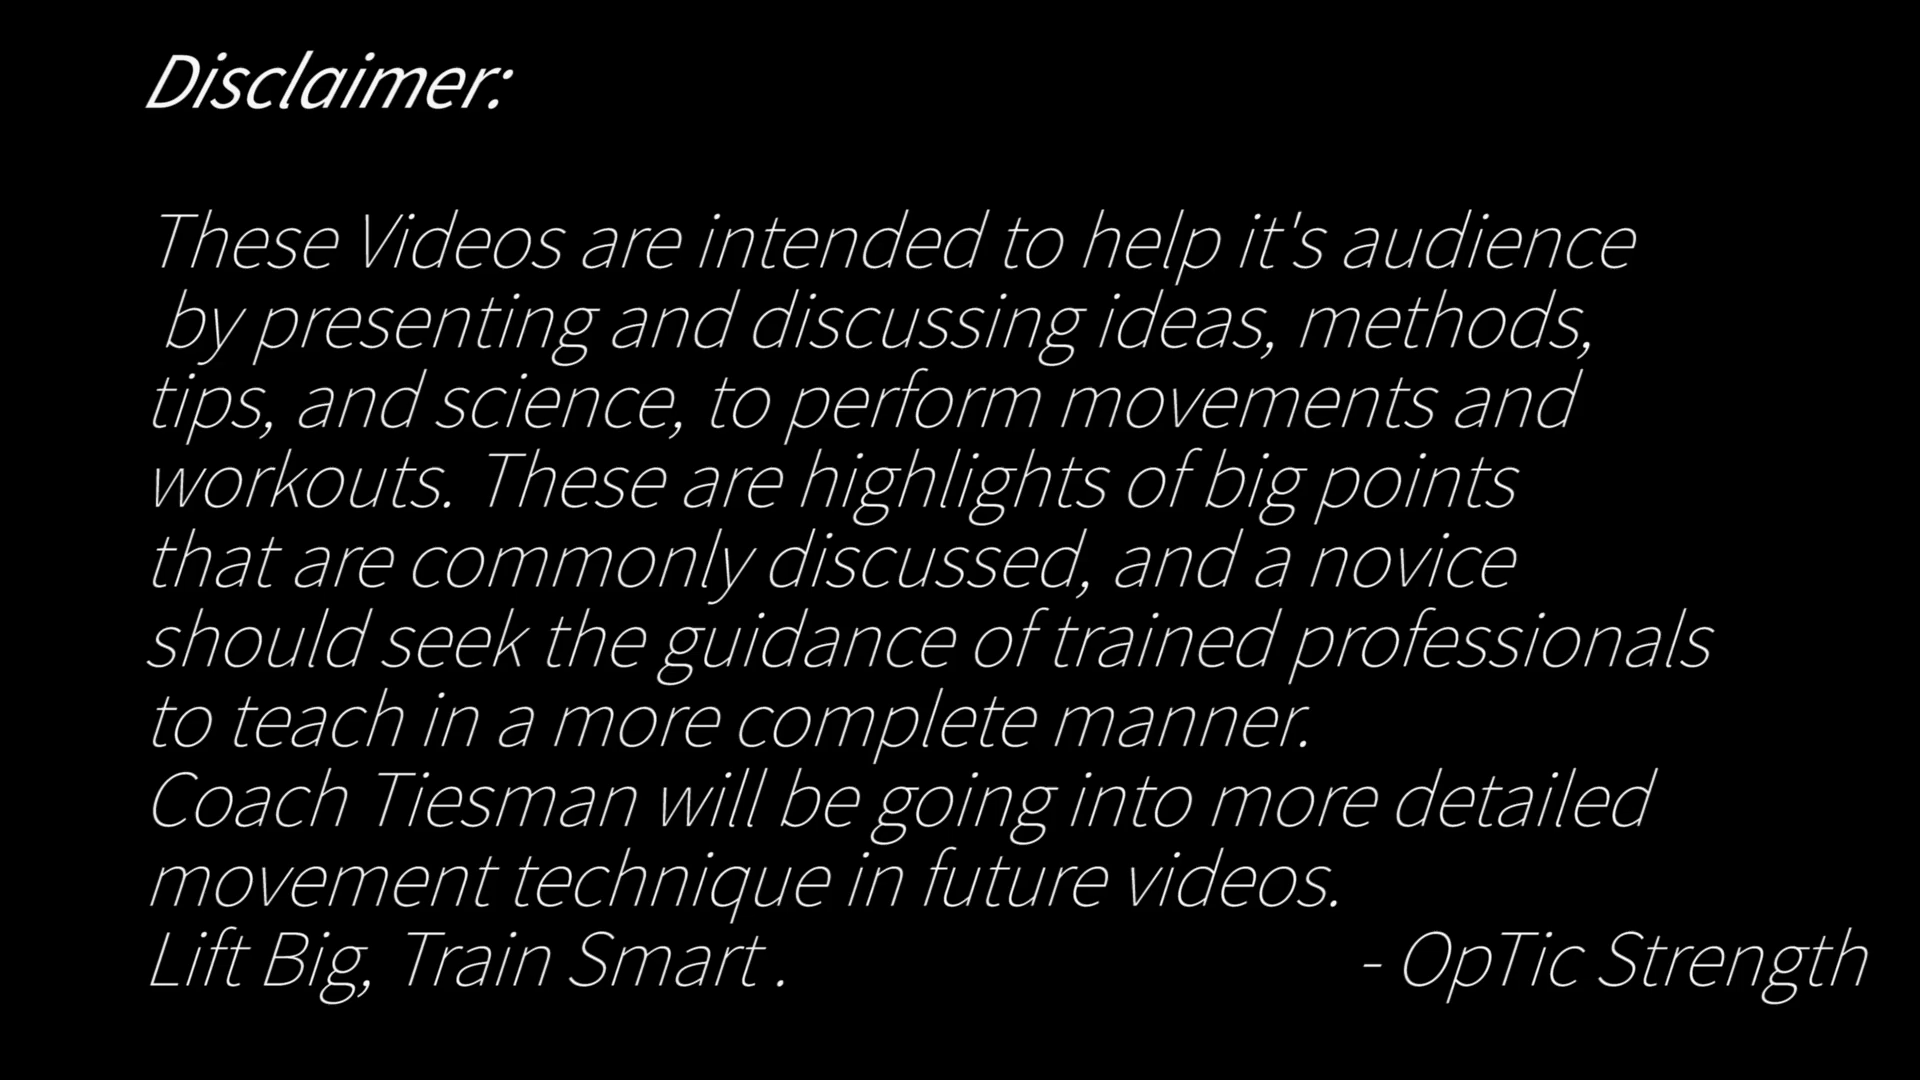 Disclaimer:
These Videos are intended to help it's audience
by presenting and discussing ideas, methods,
tips, and science, to perform movements and
workouts. These are highlights of big points
that are commonly discussed, and a novice
should seek the guidance of trained professionals
to teach in a more complete manner.
Coach Tiesman will be going into more detailed
movement technique in future videos.
Lift Big, Train Smart . - OpTic Strength